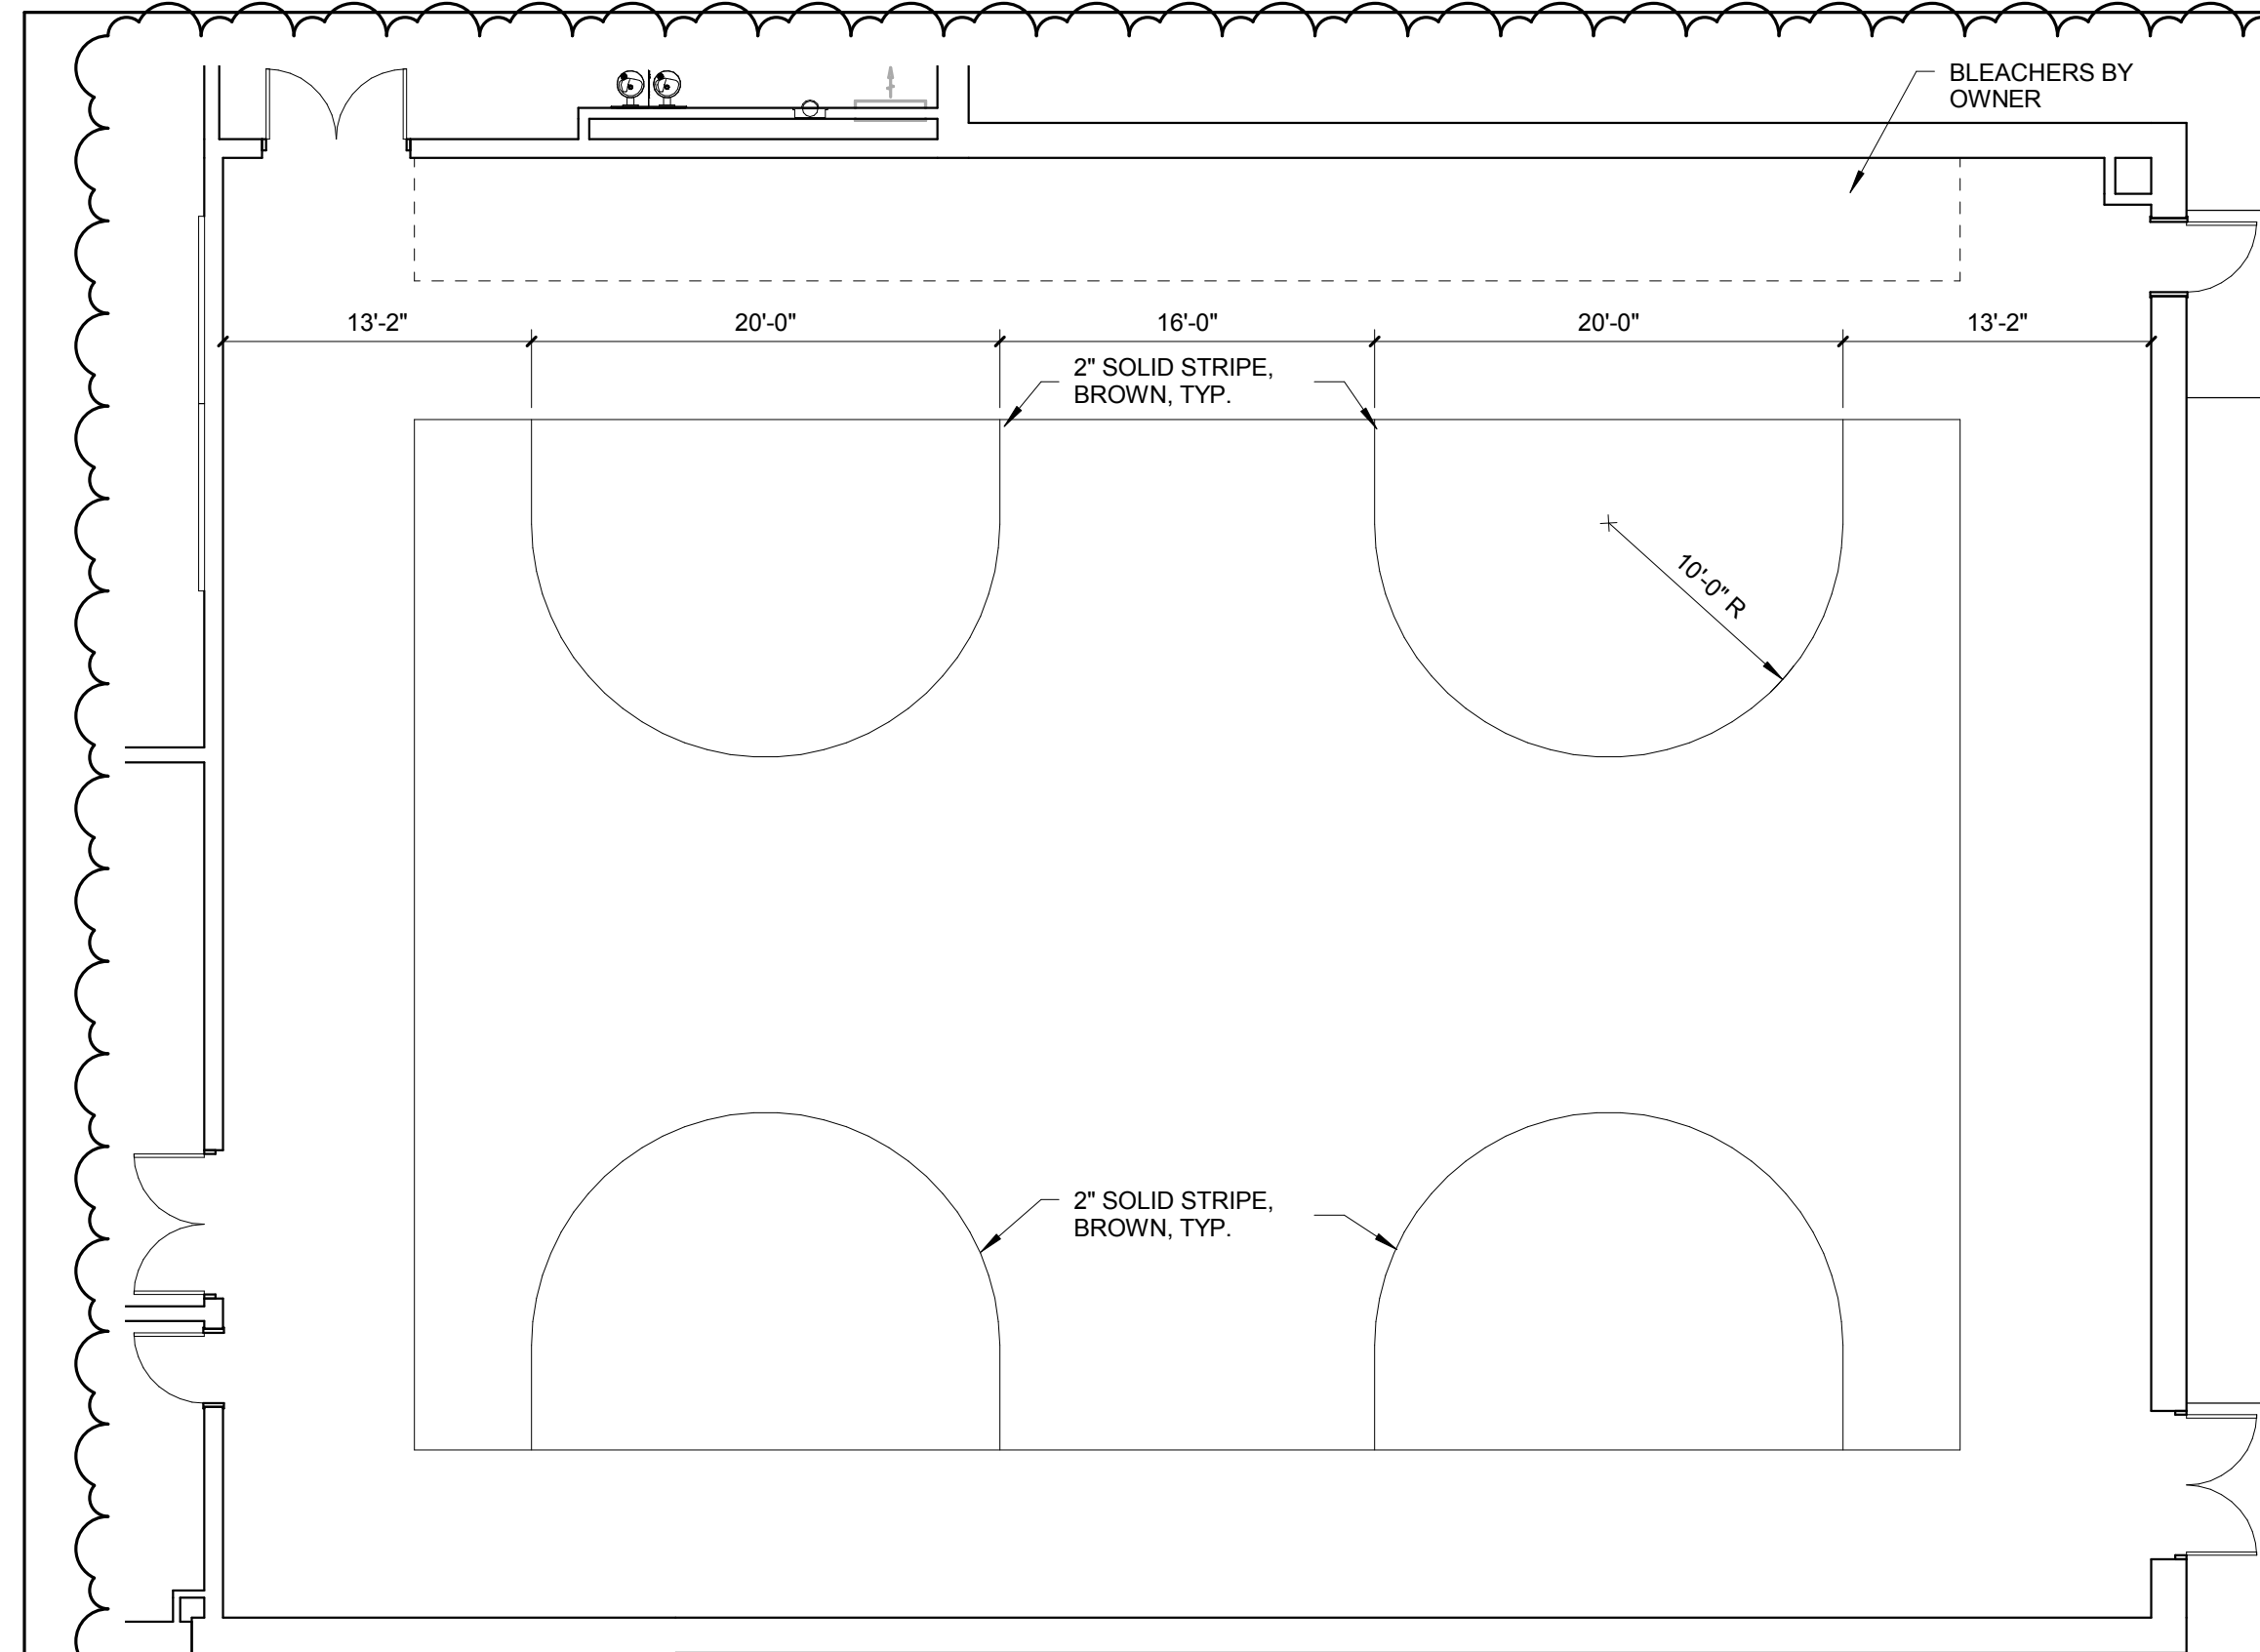 BLEACHERS BY
OWNER
13'-2"
20'-0"
16'-0"
20'-0"
13'-2"
2" SOLID STRIPE,
BROWN, TYP.
10'-0" R
2" SOLID STRIPE,
BROWN, TYP.